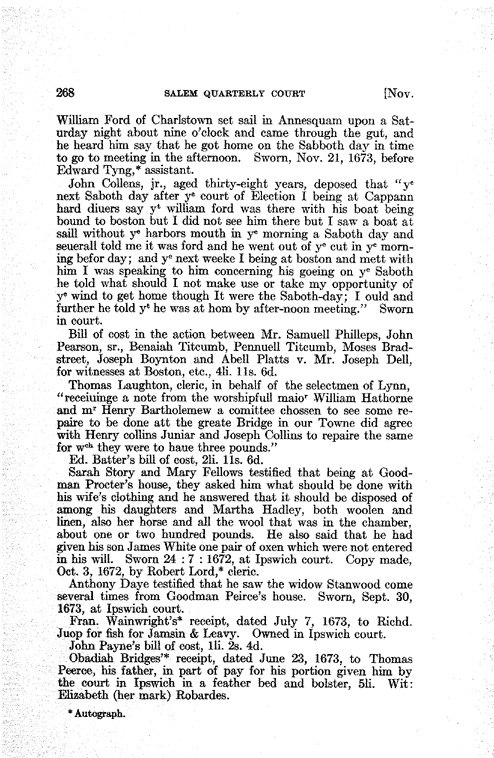 268 SALEM QUARTERLY COURT [Nov.
William Ford of Charlstown set sail in Annesquam upon a Sat-
urday night about nine o'clock and came through the gut, and
he heard him say that he got home on the Sabboth day in time
to go to meeting in the afternoon. Sworn, Nov. 21, 1673, before
Edward Tyng,* assistant.
John Collens, jr., aged thirty-eight years, deposed that "yᵉ
next Saboth day after yᵉ court of Election I being at Cappann
hard diuers say yᵗ william ford was there with his boat being
bound to boston but I did not see him there but I saw a boat at
saill without yᵉ harbors mouth in yᵉ morning a Saboth day and
seuerall told me it was ford and he went out of yᵉ cut in yᵉ morn-
ing befor day; and yᵉ next weeke I being at boston and mett with
him I was speaking to him concerning his goeing on yᵉ Saboth
he told what should I not make use or take my opportunity of
yᵉ wind to get home though It were the Saboth-day; I ould and
further he told yᵗ he was at hom by after-noon meeting." Sworn
in court.
Bill of cost in the action between Mr. Samuell Philleps, John
Pearson, sr., Benaiah Titcumb, Pennuell Titcumb, Moses Brad-
street, Joseph Boynton and Abell Platts v. Mr. Joseph Dell,
for witnesses at Boston, etc., 4li. 11s. 6d.
Thomas Laughton, cleric, in behalf of the selectmen of Lynn,
"receiuinge a note from the worshipfull maioʳ William Hathorne
and mʳ Henry Bartholemew a comittee chossen to see some re-
paire to be done att the greate Bridge in our Towne did agree
with Henry collins Juniar and Joseph Collins to repaire the same
for wᶜʰ they were to haue three pounds."
Ed. Batter's bill of cost, 2li. 11s. 6d.
Sarah Story and Mary Fellows testified that being at Good-
man Procter's house, they asked him what should be done with
his wife's clothing and he answered that it should be disposed of
among his daughters and Martha Hadley, both woolen and
linen, also her horse and all the wool that was in the chamber,
about one or two hundred pounds. He also said that he had
given his son James White one pair of oxen which were not entered
in his will. Sworn 24 : 7 : 1672, at Ipswich court. Copy made,
Oct. 3, 1672, by Robert Lord,* cleric.
Anthony Daye testified that he saw the widow Stanwood come
several times from Goodman Peirce's house. Sworn, Sept. 30,
1673, at Ipswich court.
Fran. Wainwright's* receipt, dated July 7, 1673, to Richd.
Juop for fish for Jamsin & Leavy. Owned in Ipswich court.
John Payne's bill of cost, 1li. 2s. 4d.
Obadiah Bridges'* receipt, dated June 23, 1673, to Thomas
Peerce, his father, in part of pay for his portion given him by
the court in Ipswich in a feather bed and bolster, 5li. Wit:
Elizabeth (her mark) Robardes.
* Autograph.